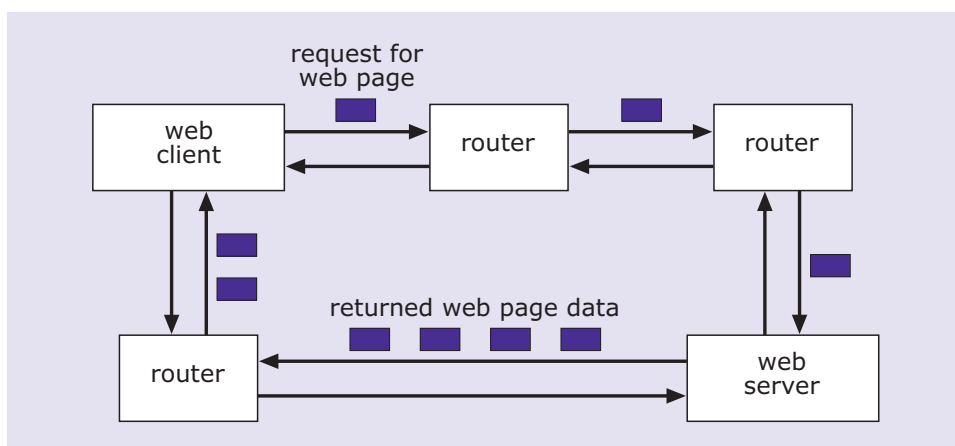 request for
web page
web
client
router
router
returned web page data
router
web
server